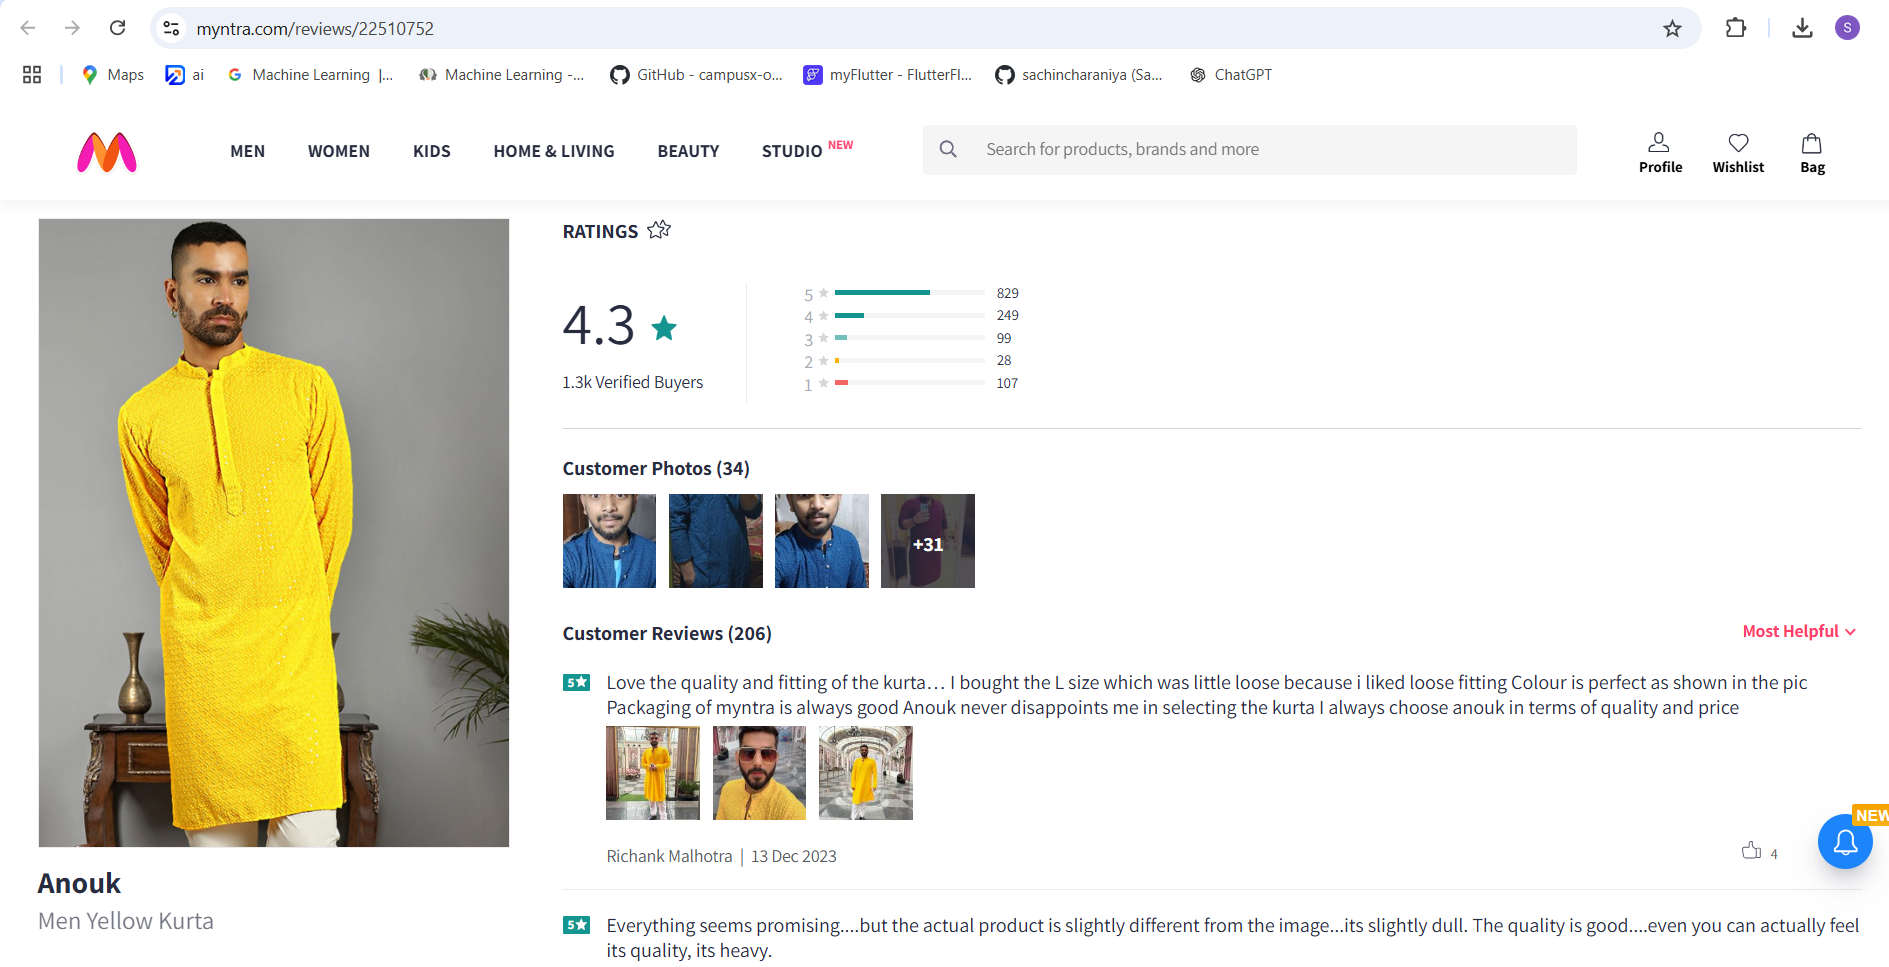 myntra.com/reviews/22510752
S
Maps
ai
Machine Learning |...
Machine Learning -...
GitHub - campusx-o...
myFlutter - FlutterFl...
sachincharaniya (Sa...
ChatGPT
MEN
WOMEN
KIDS
HOME & LIVING
BEAUTY
STUDIO NEW
Search for products, brands and more
Profile
Wishlist
Bag
RATINGS
4.3
1.3k Verified Buyers
5 829
4 249
3 99
2 28
1 107
Customer Photos (34)
+31
Customer Reviews (206)
Most Helpful
5
Love the quality and fitting of the kurta... I bought the L size which was little loose because i liked loose fitting Colour is perfect as shown in the pic
Packaging of myntra is always good Anouk never disappoints me in selecting the kurta I always choose anouk in terms of quality and price
Richank Malhotra | 13 Dec 2023
4
NEW
Anouk
Men Yellow Kurta
5
Everything seems promising....but the actual product is slightly different from the image...its slightly dull. The quality is good....even you can actually feel
its quality, its heavy.